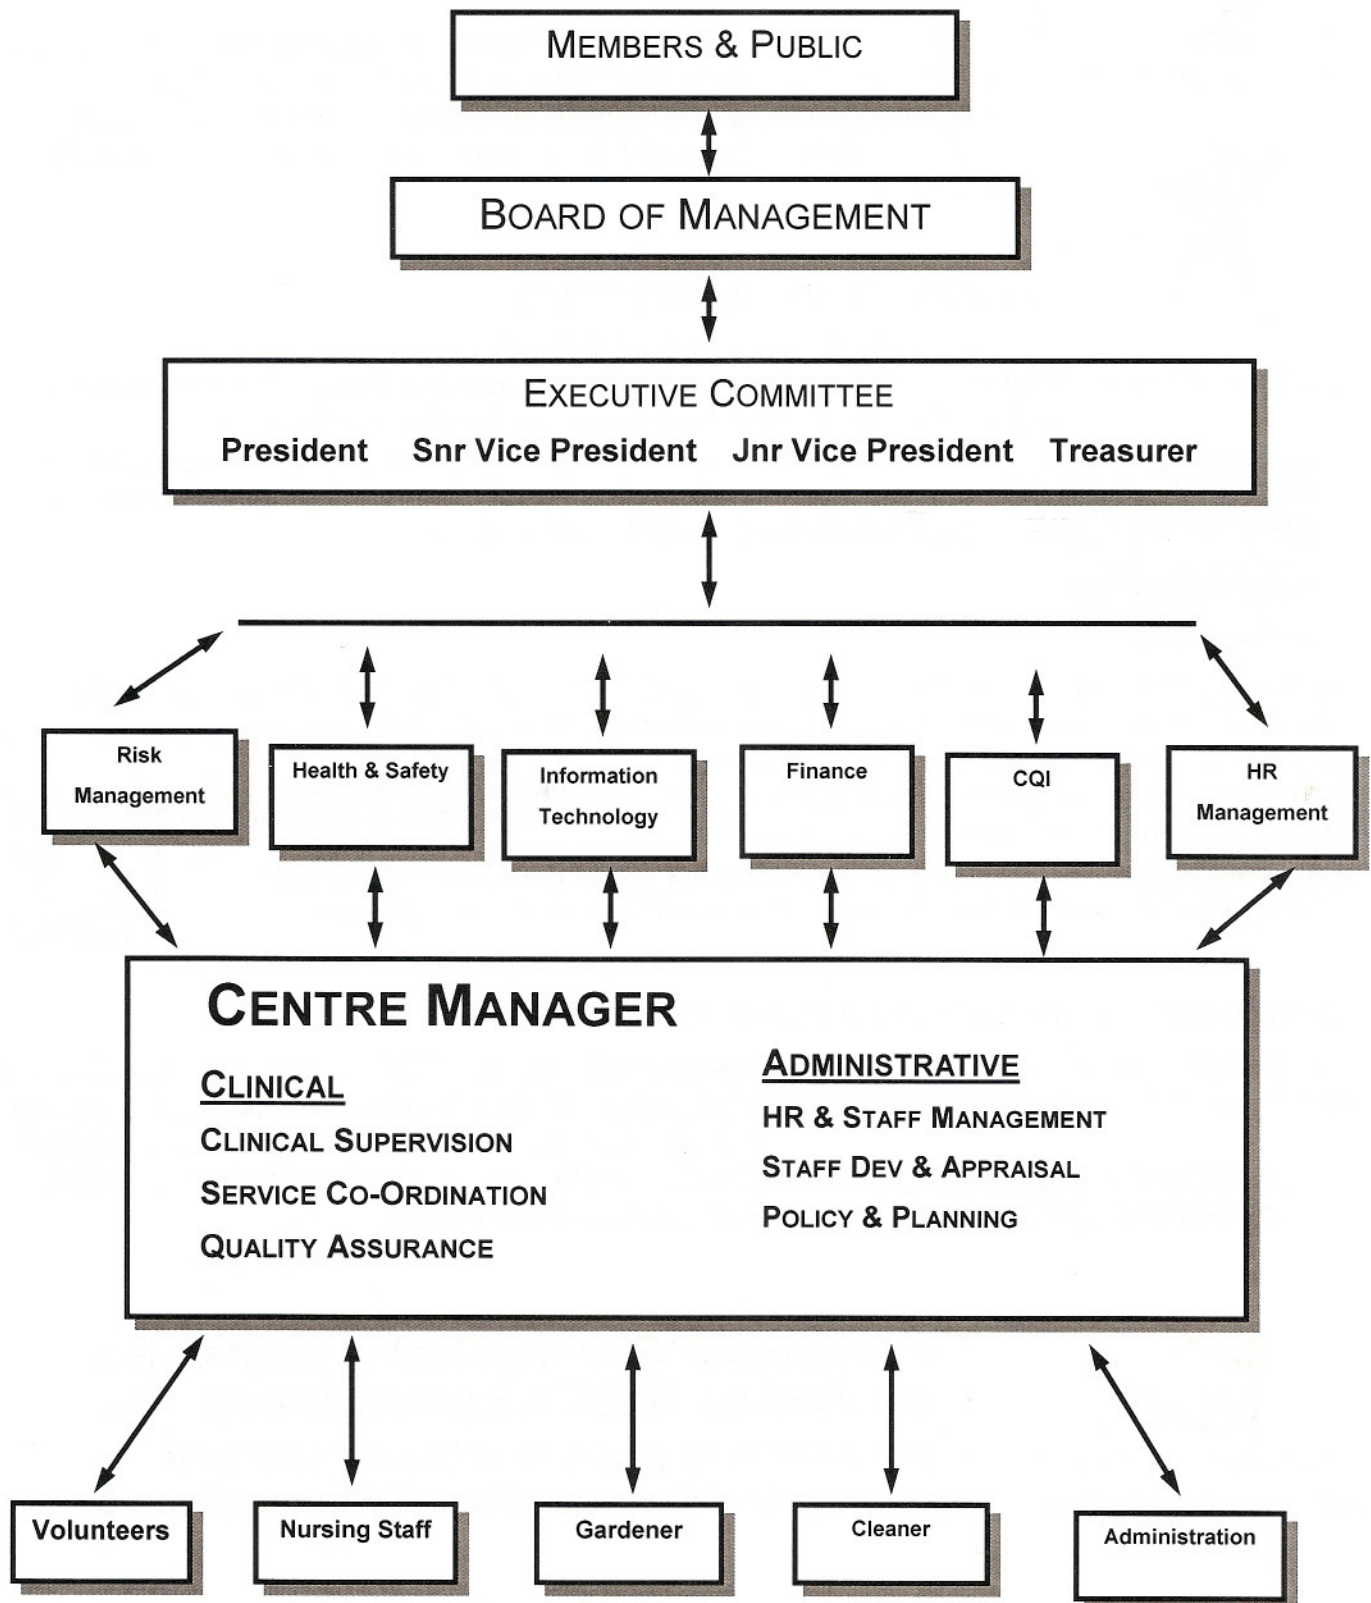 MEMBERS & PUBLIC
BOARD OF MANAGEMENT
EXECUTIVE COMMITTEE
President Snr Vice President Jnr Vice President Treasurer
Risk
Management
Health & Safety
Information
Technology
Finance
CQI
HR
Management
CENTRE MANAGER
CLINICAL
CLINICAL SUPERVISION
SERVICE CO-ORDINATION
QUALITY ASSURANCE
ADMINISTRATIVE
HR & STAFF MANAGEMENT
STAFF DEV & APPRAISAL
POLICY & PLANNING
Volunteers
Nursing Staff
Gardener
Cleaner
Administration